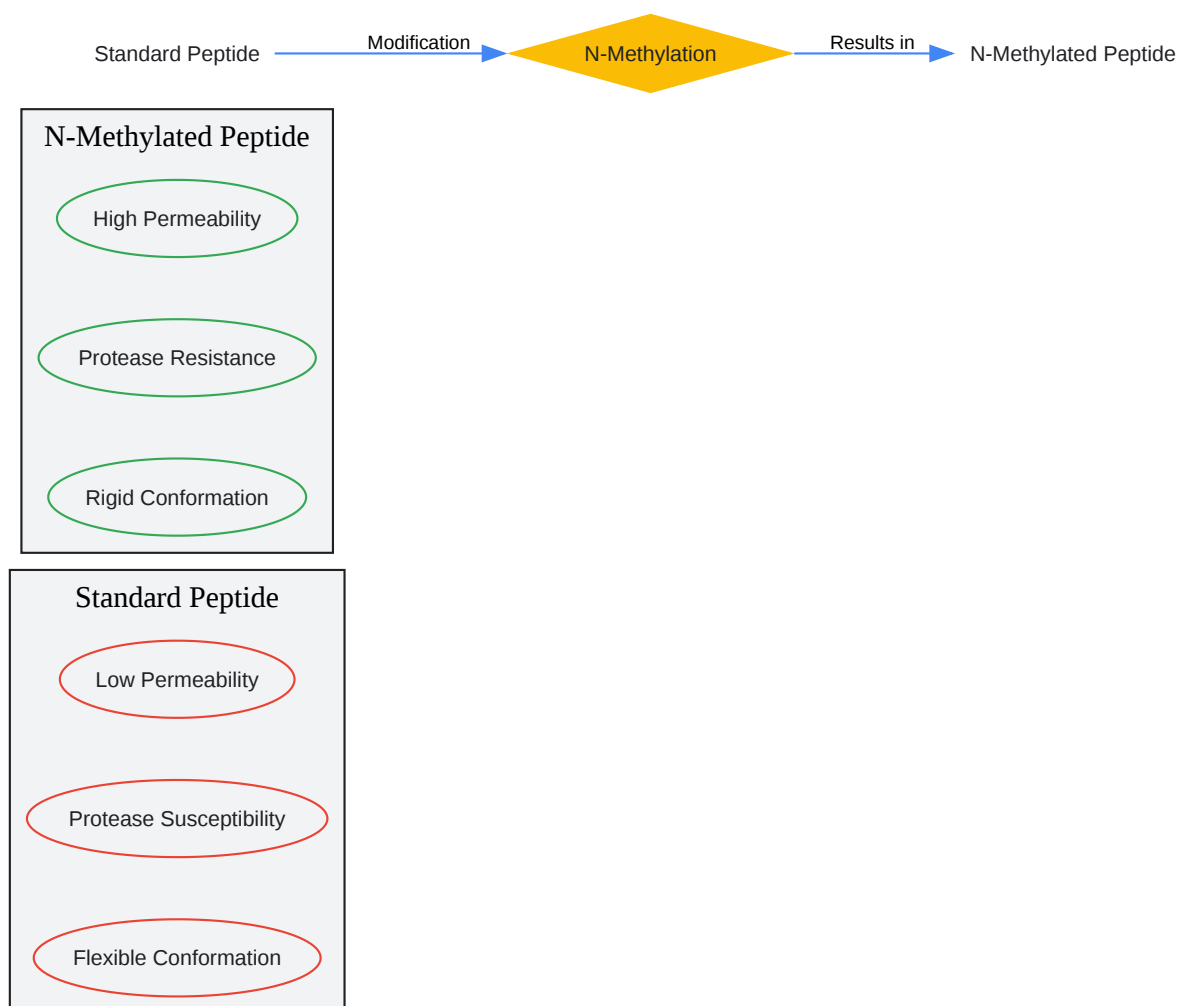 Standard Peptide
Modification
N-Methylation
Results in
N-Methylated Peptide
N-Methylated Peptide
High Permeability
Protease Resistance
Rigid Conformation
Standard Peptide
Low Permeability
Protease Susceptibility
Flexible Conformation